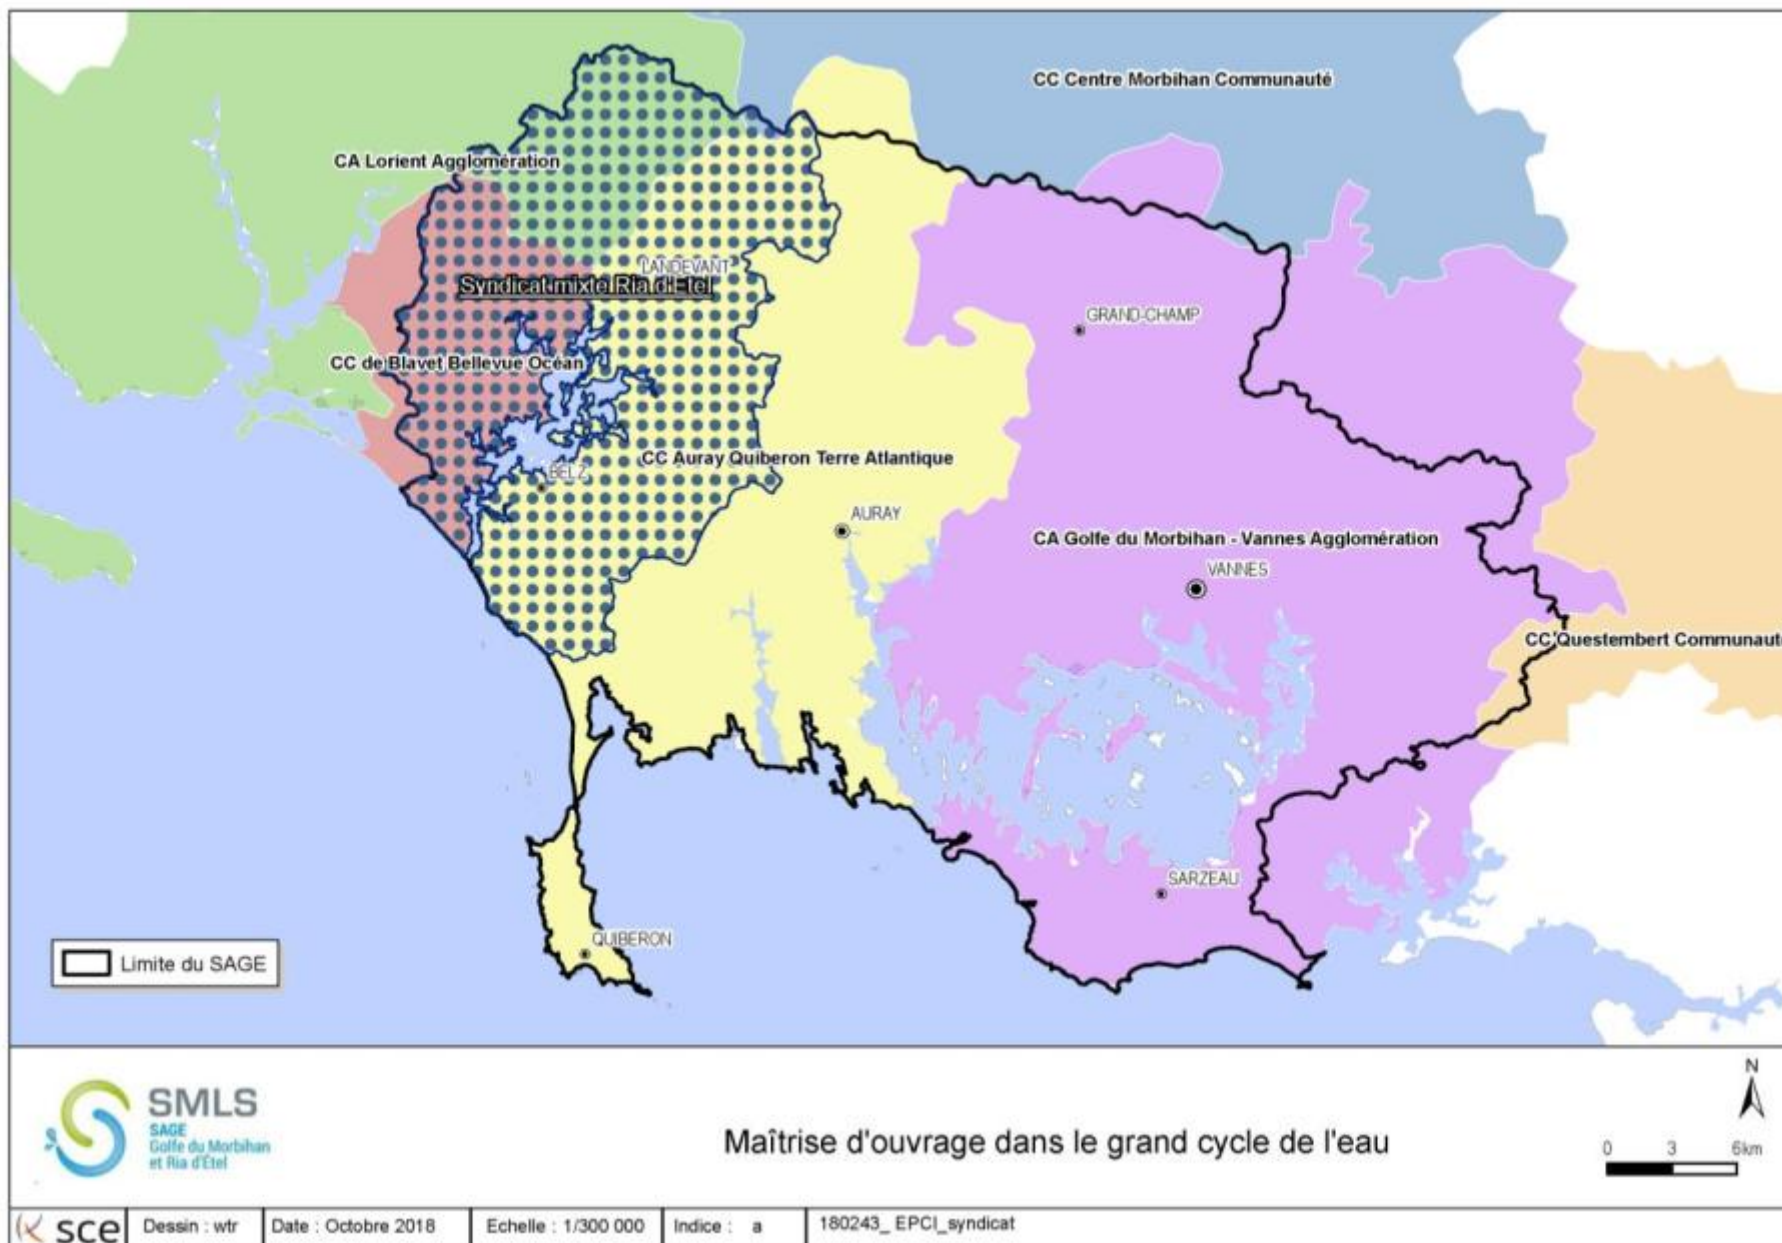 CC Centre Morbihan Communauté
CA Lorient Agglomération
LANDEVANT
Syndicat mixte Ria d'Etel
GRAND-CHAMP
CC de Blavet Bellevue Océan
CC Auray Quiberon Terre Atlantique
BELZ
AURAY
CA Golfe du Morbihan - Vannes Agglomération
VANNES
CC Questembert Communauté
SARZEAU
QUIBERON
Limite du SAGE
N
SMLS
SAGE
Golfe du Morbihan
et Ria d'Étel
Maîtrise d'ouvrage dans le grand cycle de l'eau
0 3 6km
sce
Dessin : wtr
Date : Octobre 2018
Echelle : 1/300 000
Indice : a
180243_ EPCI_syndicat